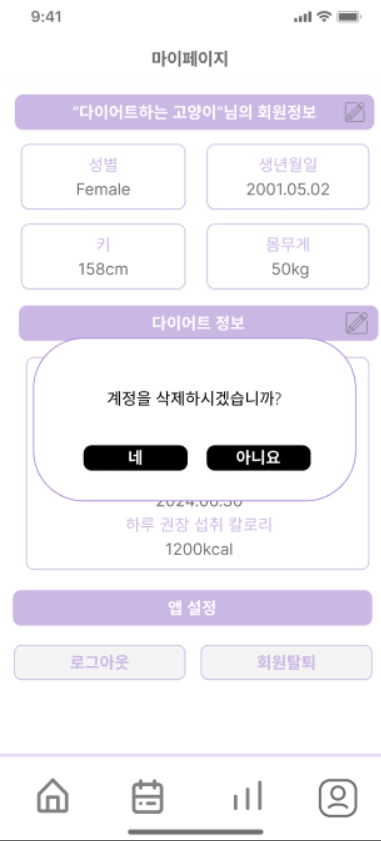 9:41
마이페이지
"다이어트하는 고양이"님의 회원정보
성별
Female
생년월일
2001.05.02
키
158cm
몸무게
50kg
다이어트 정보
계정을 삭제하시겠습니까?
네
아니요
2024.06.30
하루 권장 섭취 칼로리
1200kcal
앱 설정
로그아웃
회원탈퇴